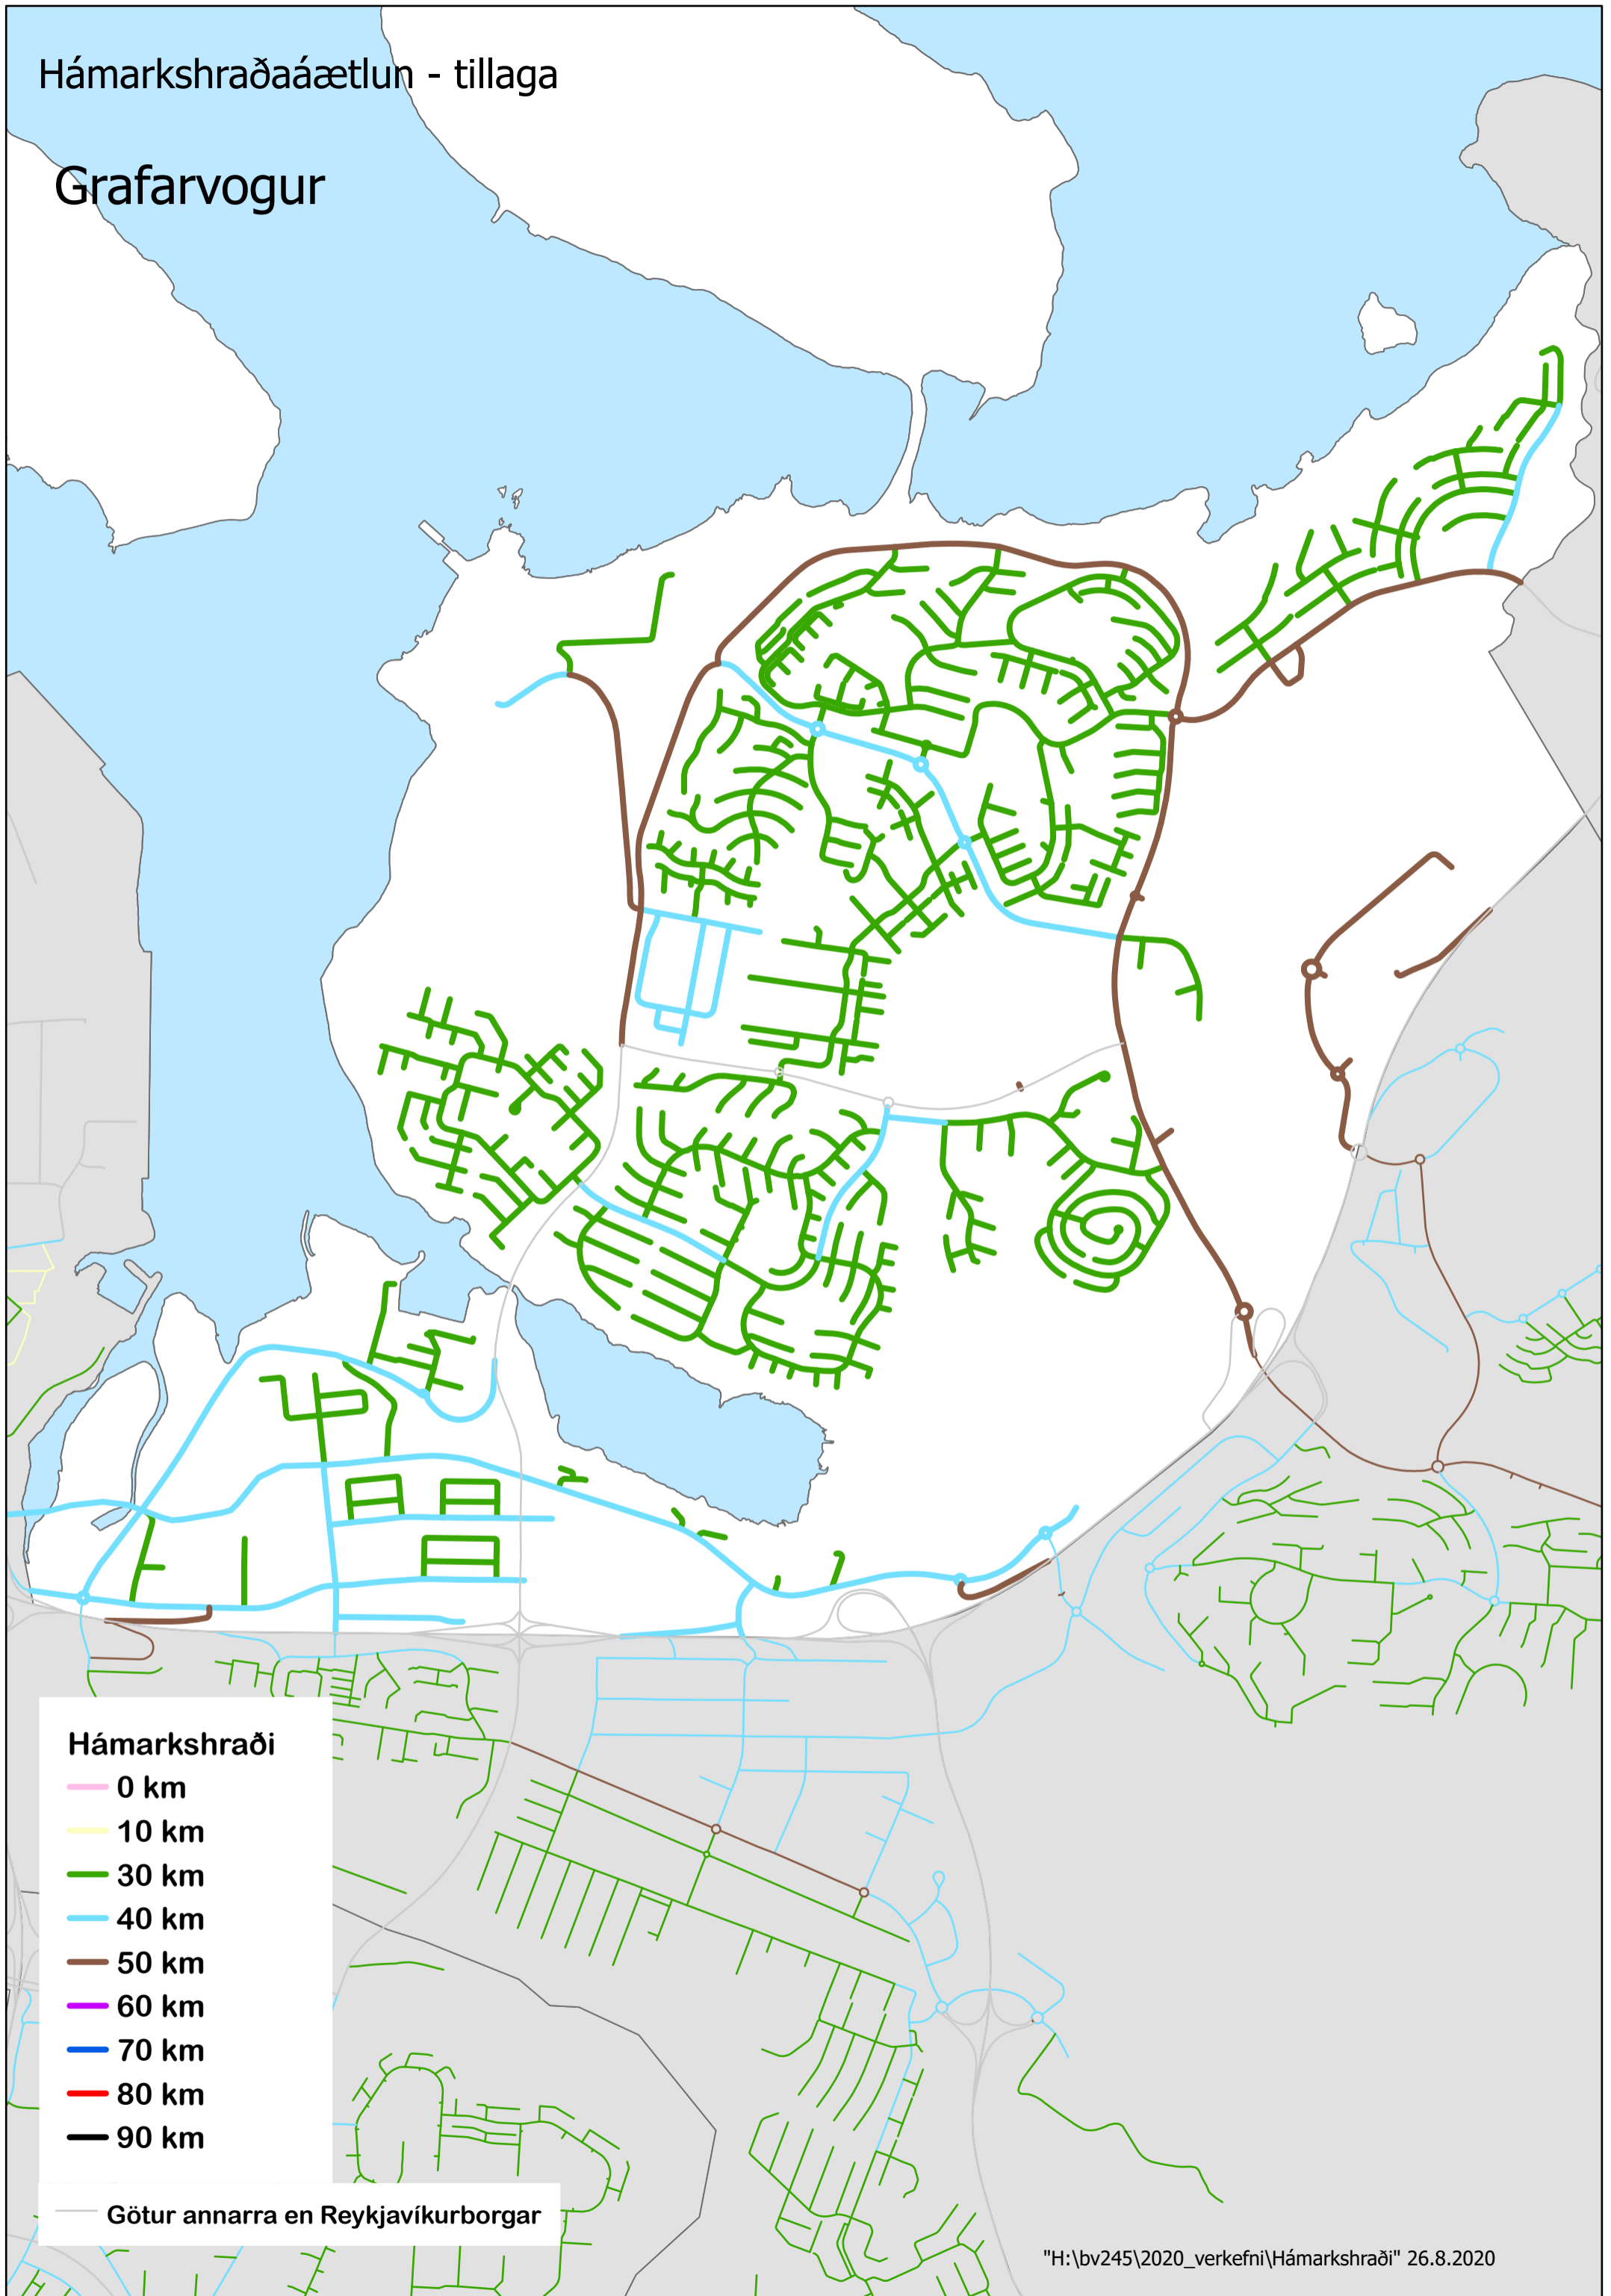 Hámarkshraðaáætlun - tillaga
Grafarvogur
Hámarkshraði
0 km
10 km
30 km
40 km
50 km
60 km
70 km
80 km
90 km
Götur annarra en Reykjavíkurborgar
"H:\bv245\2020_verkefni\Hámarkshraði" 26.8.2020